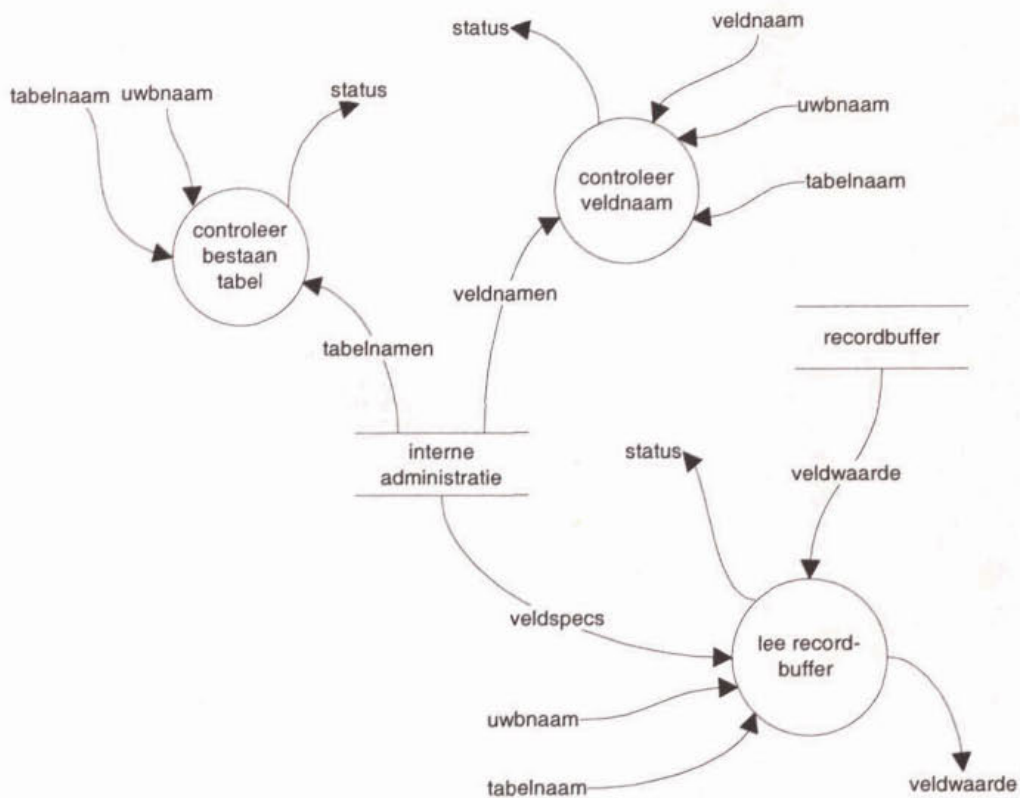 status
veldnaam
tabelnaam
uwbnaam
status
uwbnaam
controleer
veldnaam
tabelnaam
controleer
bestaan
tabel
veldnamen
tabelnamen
recordbuffer
interne
administratie
status
veldwaarde
veldspecs
lee record-
buffer
uwbnaam
tabelnaam
veldwaarde